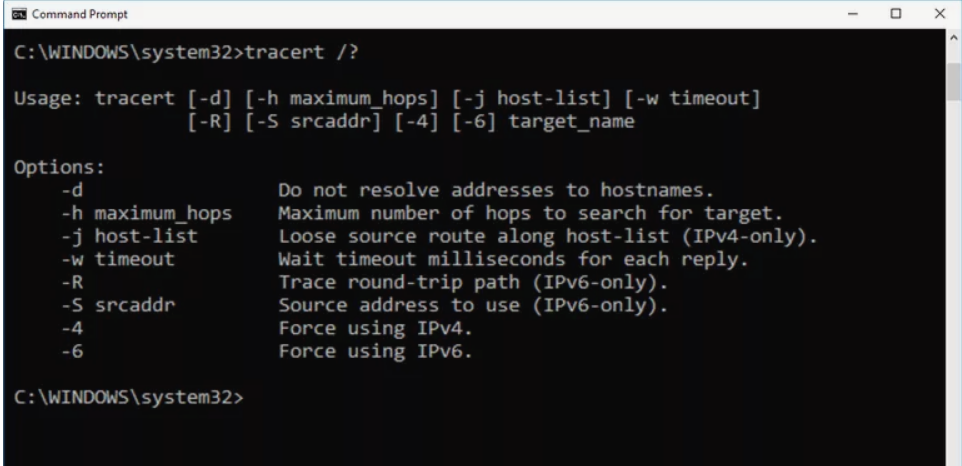 Command Prompt
C:\WINDOWS\system32>tracert /?
Usage: tracert [-d] [-h maximum_hops] [-j host-list] [-w timeout]
[-R] [-S srcaddr] [-4] [-6] target_name
Options:
-d Do not resolve addresses to hostnames.
-h maximum_hops Maximum number of hops to search for target.
-j host-list Loose source route along host-list (IPv4-only).
-w timeout Wait timeout milliseconds for each reply.
-R Trace round-trip path (IPv6-only).
-S srcaddr Source address to use (IPv6-only).
-4 Force using IPv4.
-6 Force using IPv6.
C:\WINDOWS\system32>